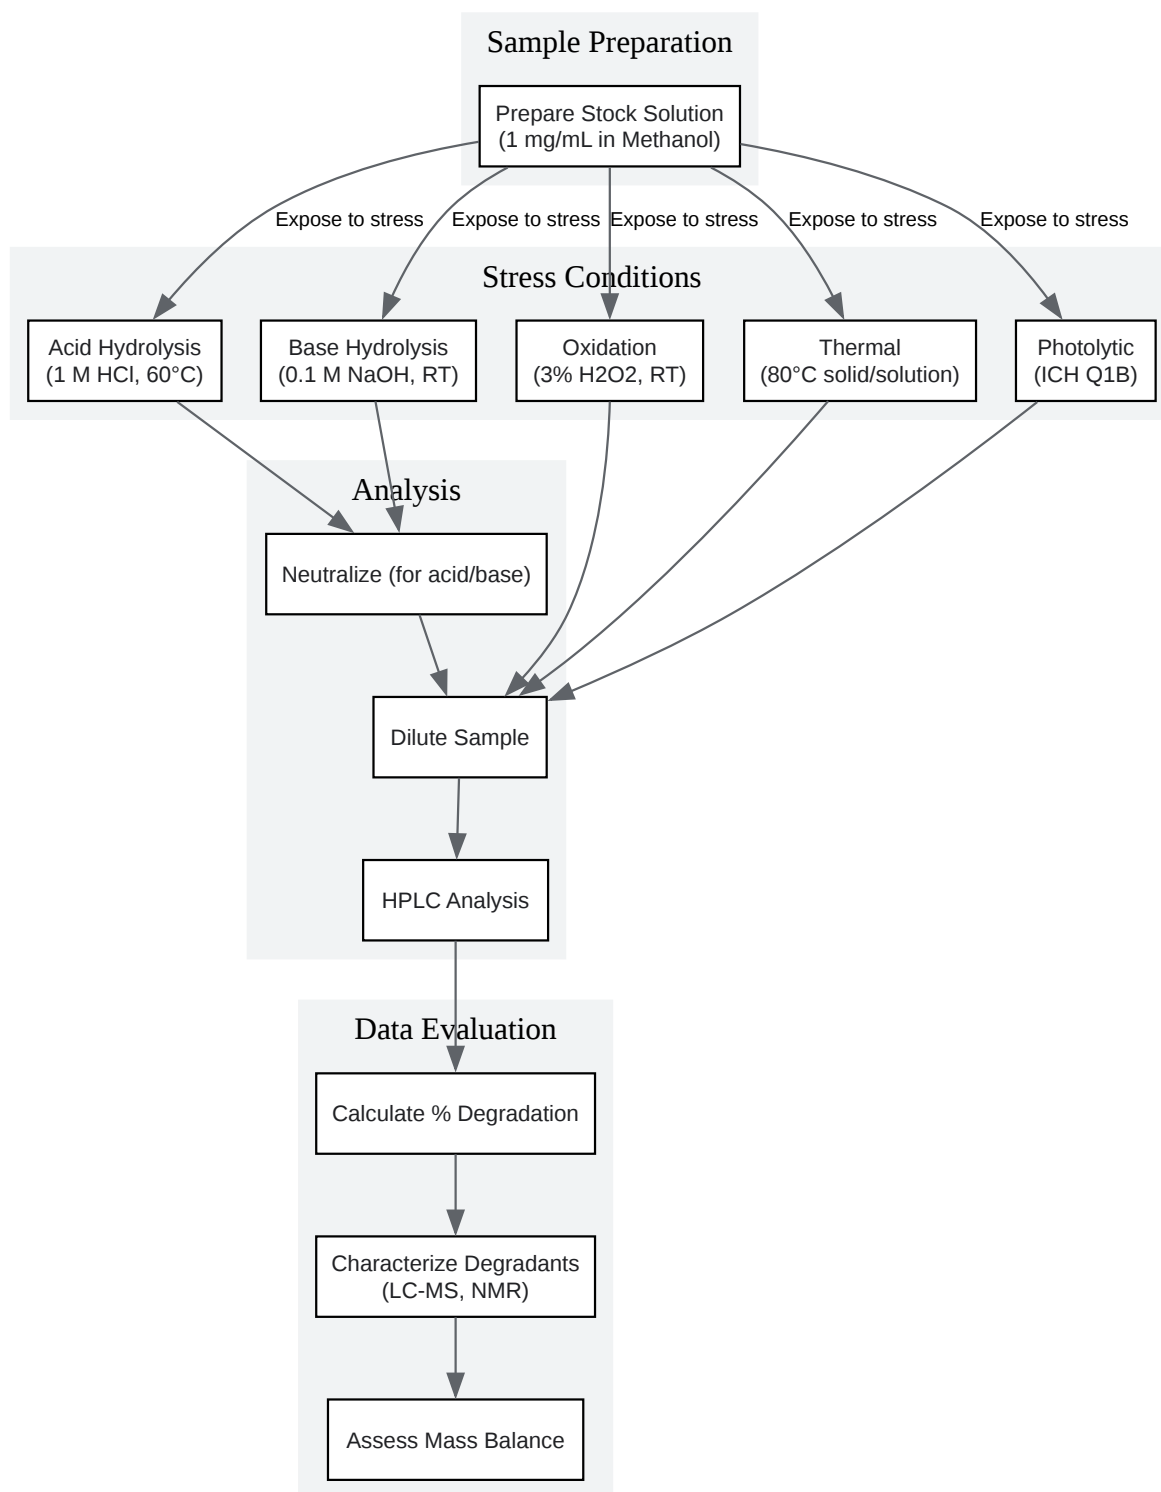 Sample Preparation
Prepare Stock Solution
(1 mg/mL in Methanol)
Expose to stress
Expose to stress
Expose to stress
Expose to stress
Expose to stress
Stress Conditions
Acid Hydrolysis
(1 M HCl, 60°C)
Base Hydrolysis
(0.1 M NaOH, RT)
Oxidation
(3% H2O2, RT)
Thermal
(80°C solid/solution)
Photolytic
(ICH Q1B)
Analysis
Neutralize (for acid/base)
Dilute Sample
HPLC Analysis
Data Evaluation
Calculate % Degradation
Characterize Degradants
(LC-MS, NMR)
Assess Mass Balance